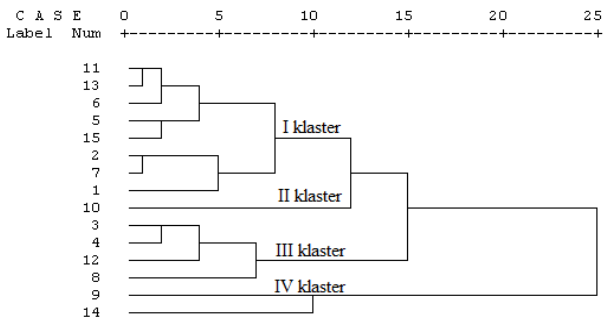 C A S E 0 5 10 15 20 25
Label Num +---------+---------+---------+---------+---------+
11
13
6
5
I klaster
15
2
7
1
II klaster
10
3
4
III klaster
12
8
IV klaster
9
14